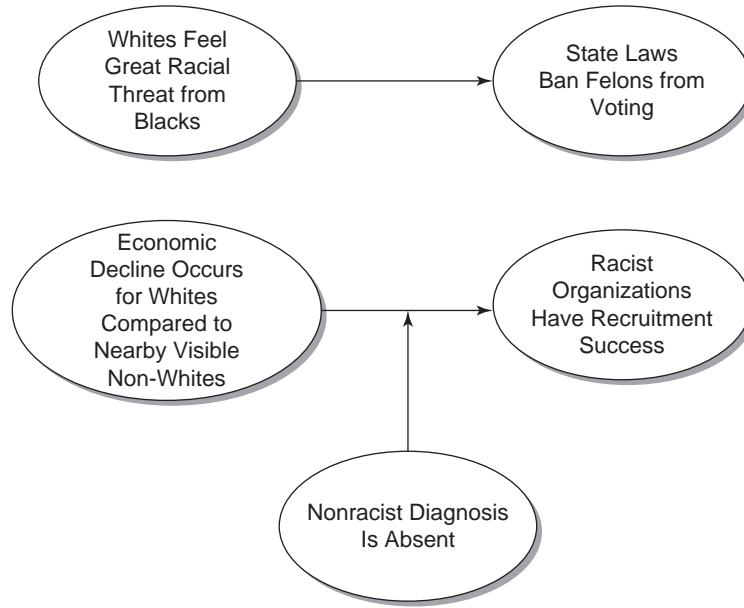 Whites Feel
Great Racial
Threat from
Blacks
State Laws
Ban Felons from
Voting
Economic
Decline Occurs
for Whites
Compared to
Nearby Visible
Non-Whites
Racist
Organizations
Have Recruitment
Success
Nonracist Diagnosis
Is Absent